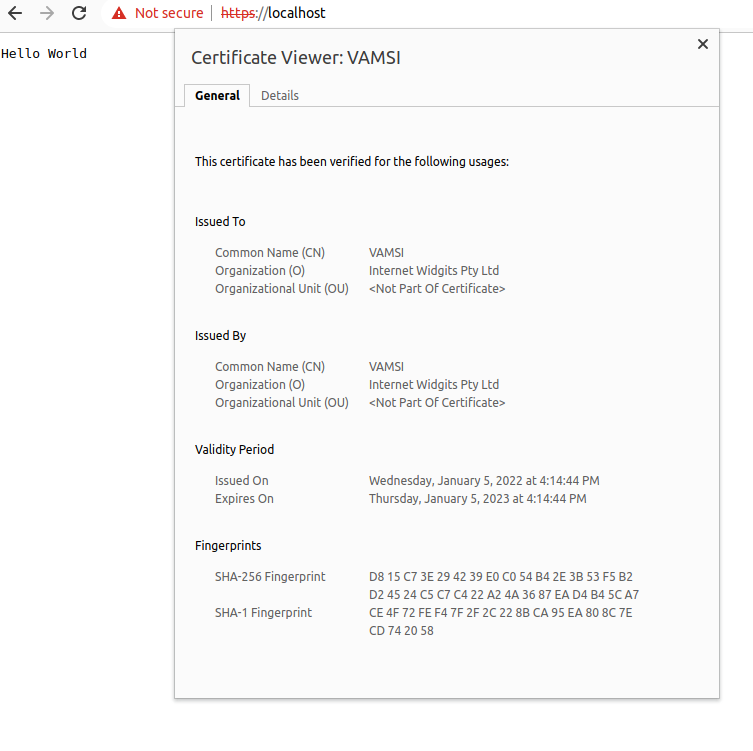 Not secure | https://localhost
Hello World
Certificate Viewer: VAMSI
General Details
This certificate has been verified for the following usages:
Issued To
Common Name (CN) VAMSI
Organization (O) Internet Widgits Pty Ltd
Organizational Unit (OU) <Not Part Of Certificate>
Issued By
Common Name (CN) VAMSI
Organization (O) Internet Widgits Pty Ltd
Organizational Unit (OU) <Not Part Of Certificate>
Validity Period
Issued On Wednesday, January 5, 2022 at 4:14:44 PM
Expires On Thursday, January 5, 2023 at 4:14:44 PM
Fingerprints
SHA-256 Fingerprint D8 15 C7 3E 29 42 39 E0 C0 54 B4 2E 3B 53 F5 B2
D2 45 24 C5 C7 C4 22 A2 4A 36 87 EA D4 B4 5C A7
SHA-1 Fingerprint CE 4F 72 FE F4 7F 2F 2C 22 8B CA 95 EA 80 8C 7E
CD 74 20 58